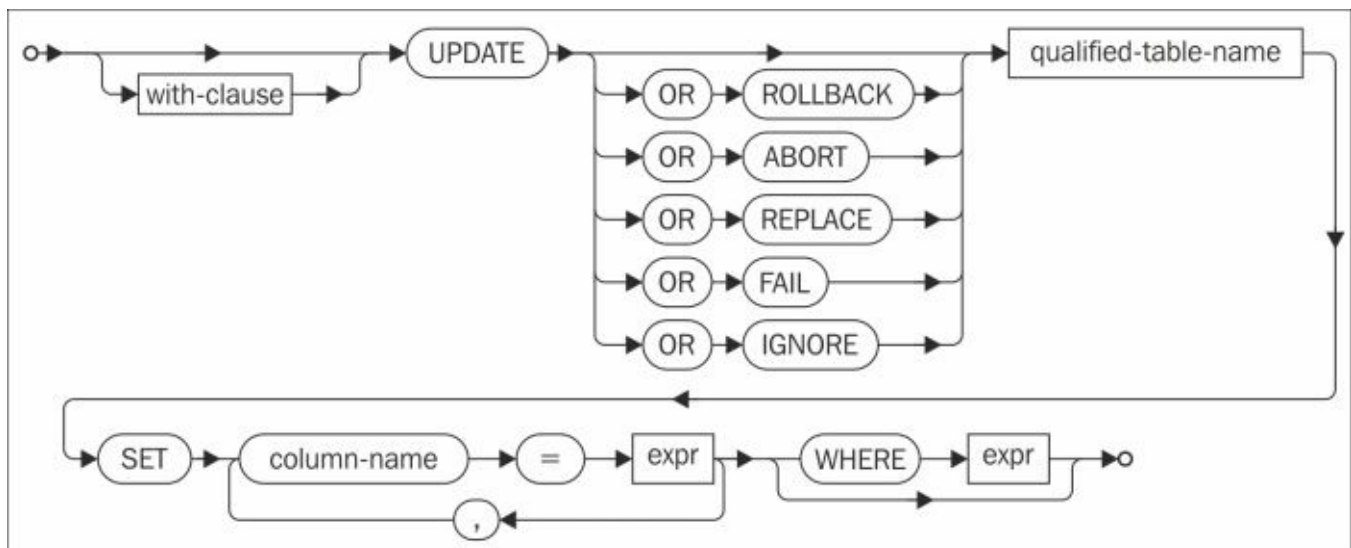 UPDATE qualified-table-name
with-clause OR ROLLBACK
OR ABORT
OR REPLACE
OR FAIL
OR IGNORE
SET column-name = expr WHERE expr
,